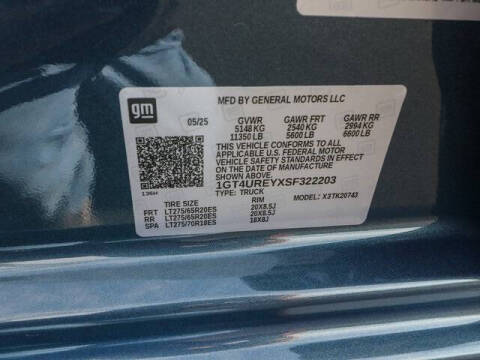 gm
MFD BY GENERAL MOTORS LLC
05/25 GVWR GAWR FRT GAWR RR
5148 KG 2540 KG 2994 KG
11350 LB 5600 LB 6600 LB
THIS VEHICLE CONFORMS TO ALL
APPLICABLE U.S. FEDERAL MOTOR
VEHICLE SAFETY STANDARDS IN
EFFECT ON THE DATE OF
MANUFACTURE SHOWN ABOVE.
1GT4UREYXSF322203
TYPE: TRUCK MODEL: X3TK20743
TIRE SIZE RIM
FRT LT275/65R20ES 20X8.5J
RR LT275/65R20ES 20X8.5J
SPA LT275/70R18ES 18X8J